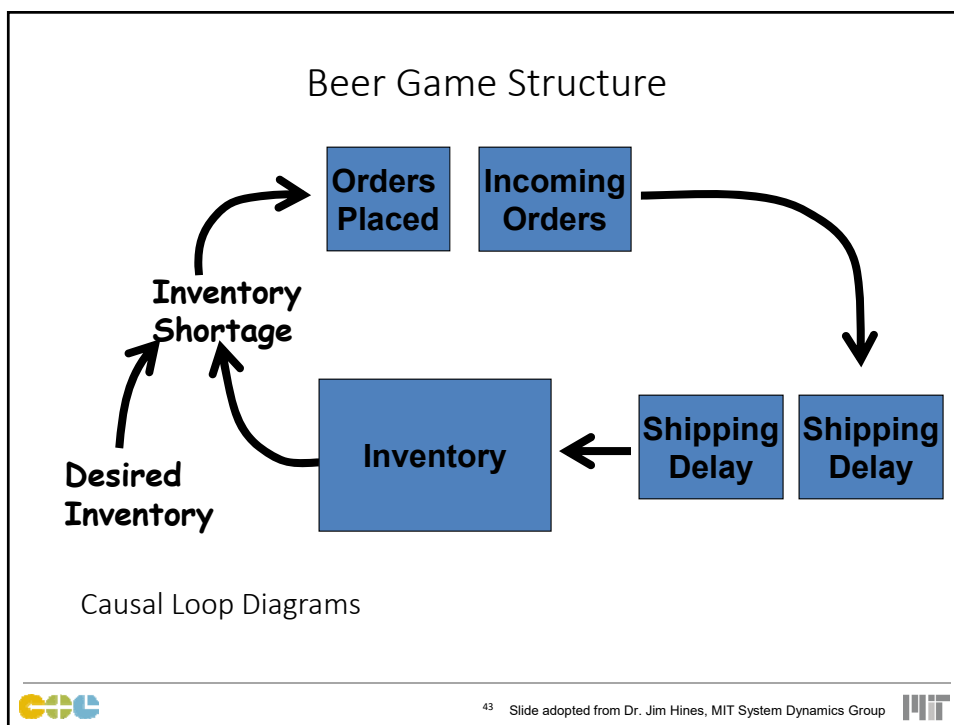 Beer Game Structure
Orders
Placed
Incoming
Orders
Inventory
Shortage
Desired
Inventory
Inventory
Shipping
Delay
Shipping
Delay
Causal Loop Diagrams
43 Slide adopted from Dr. Jim Hines, MIT System Dynamics Group